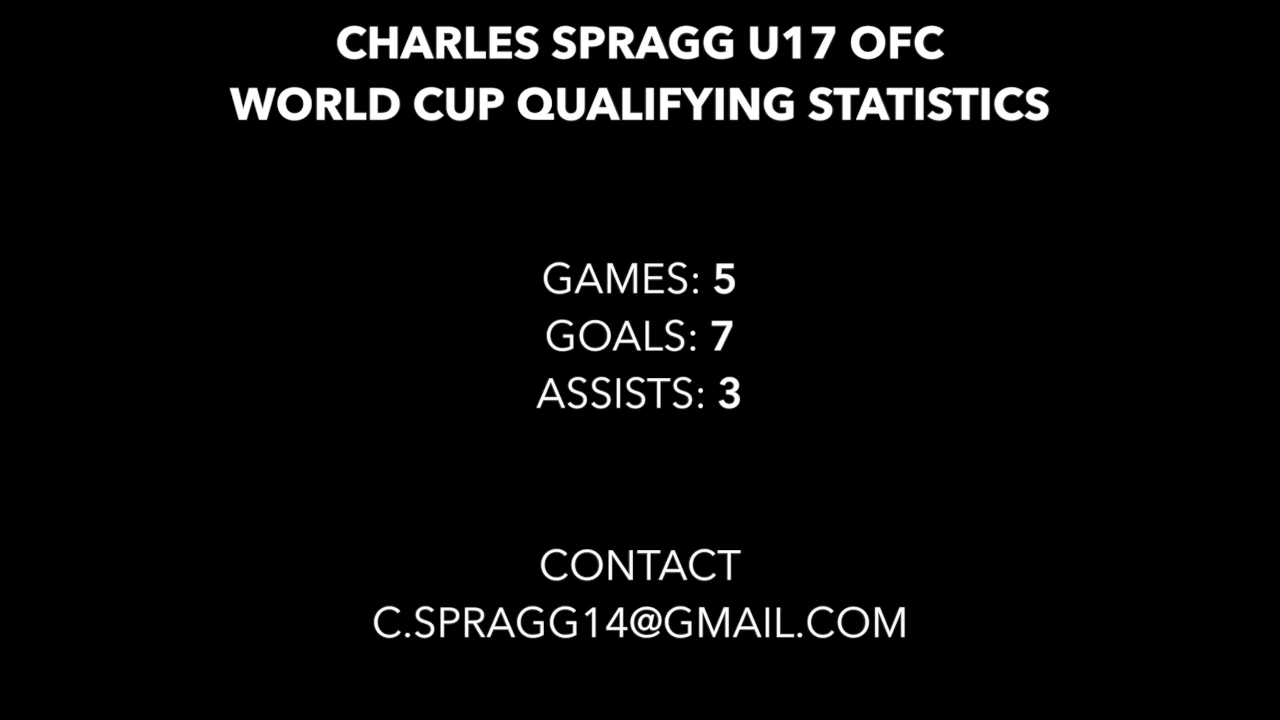 CHARLES SPRAGG U17 OFC
WORLD CUP QUALIFYING STATISTICS
GAMES: 5
GOALS: 7
ASSISTS: 3
CONTACT
C.SPRAGG14@GMAIL.COM